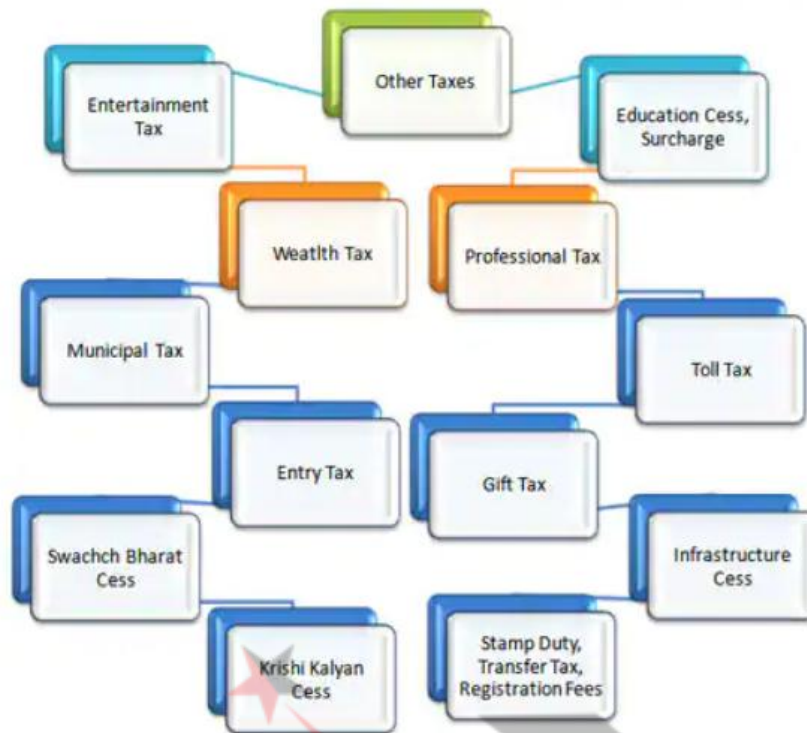 Other Taxes
Entertainment
Tax
Education Cess,
Surcharge
Weatlth Tax
Professional Tax
Municipal Tax
Toll Tax
Entry Tax
Gift Tax
Swachch Bharat
Cess
Infrastructure
Cess
Krishi Kalyan
Cess
Stamp Duty,
Transfer Tax,
Registration Fees